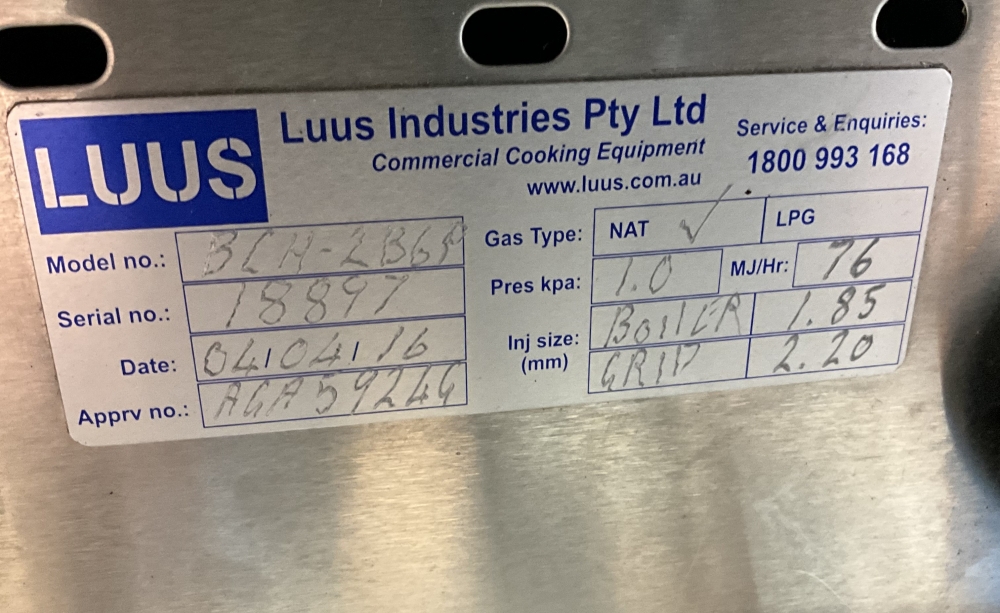 LUUS
Luus Industries Pty Ltd
Commercial Cooking Equipment
www.luus.com.au
Service & Enquiries:
1800 993 168
Model no.: BCH-2B6P
Serial no.: 18897
Date: 04/04/16
Apprv no.: AGA5924G
Gas Type: NAT ✓ LPG
Pres kpa: 1.0 MJ/Hr: 76
Inj size: BOILER 1.85
(mm) GRID 2.20